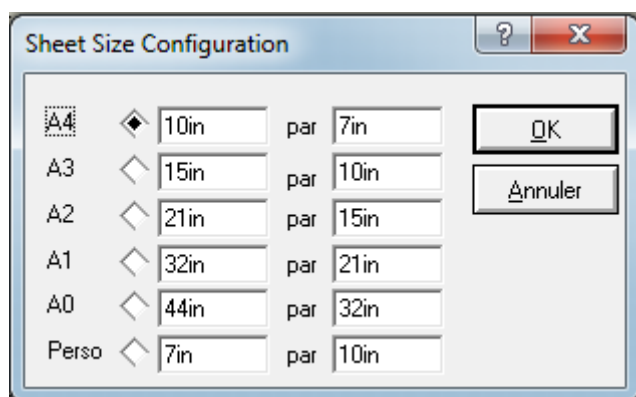 Sheet Size Configuration
A4 10in par 7in
OK
A3 15in par 10in
Annuler
A2 21in par 15in
A1 32in par 21in
A0 44in par 32in
Perso 7in par 10in